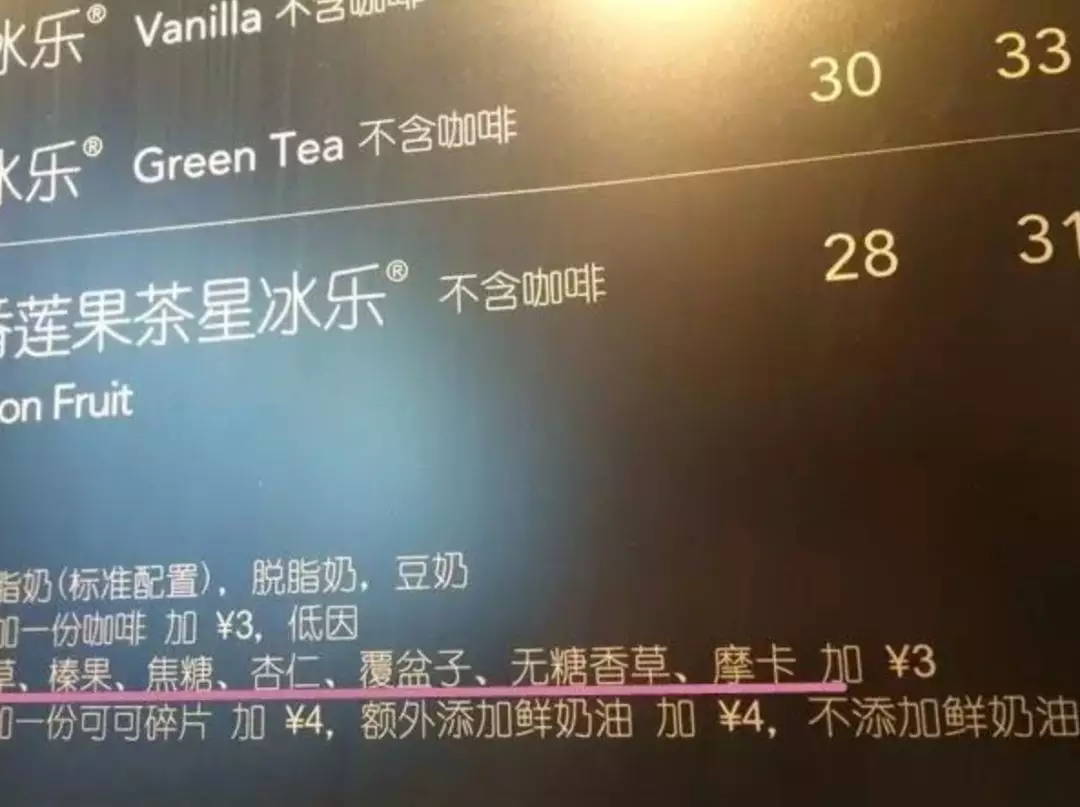 冰乐® Vanilla 不含咖啡
30 33
冰乐® Green Tea 不含咖啡
28 31
香莲果茶星冰乐® 不含咖啡
on Fruit
脂奶(标准配置)，脱脂奶，豆奶
加一份咖啡 加 ¥3，低因
草、榛果、焦糖、杏仁、覆盆子、无糖香草、摩卡 加 ¥3
加一份可可碎片 加 ¥4，额外添加鲜奶油 加 ¥4，不添加鲜奶油